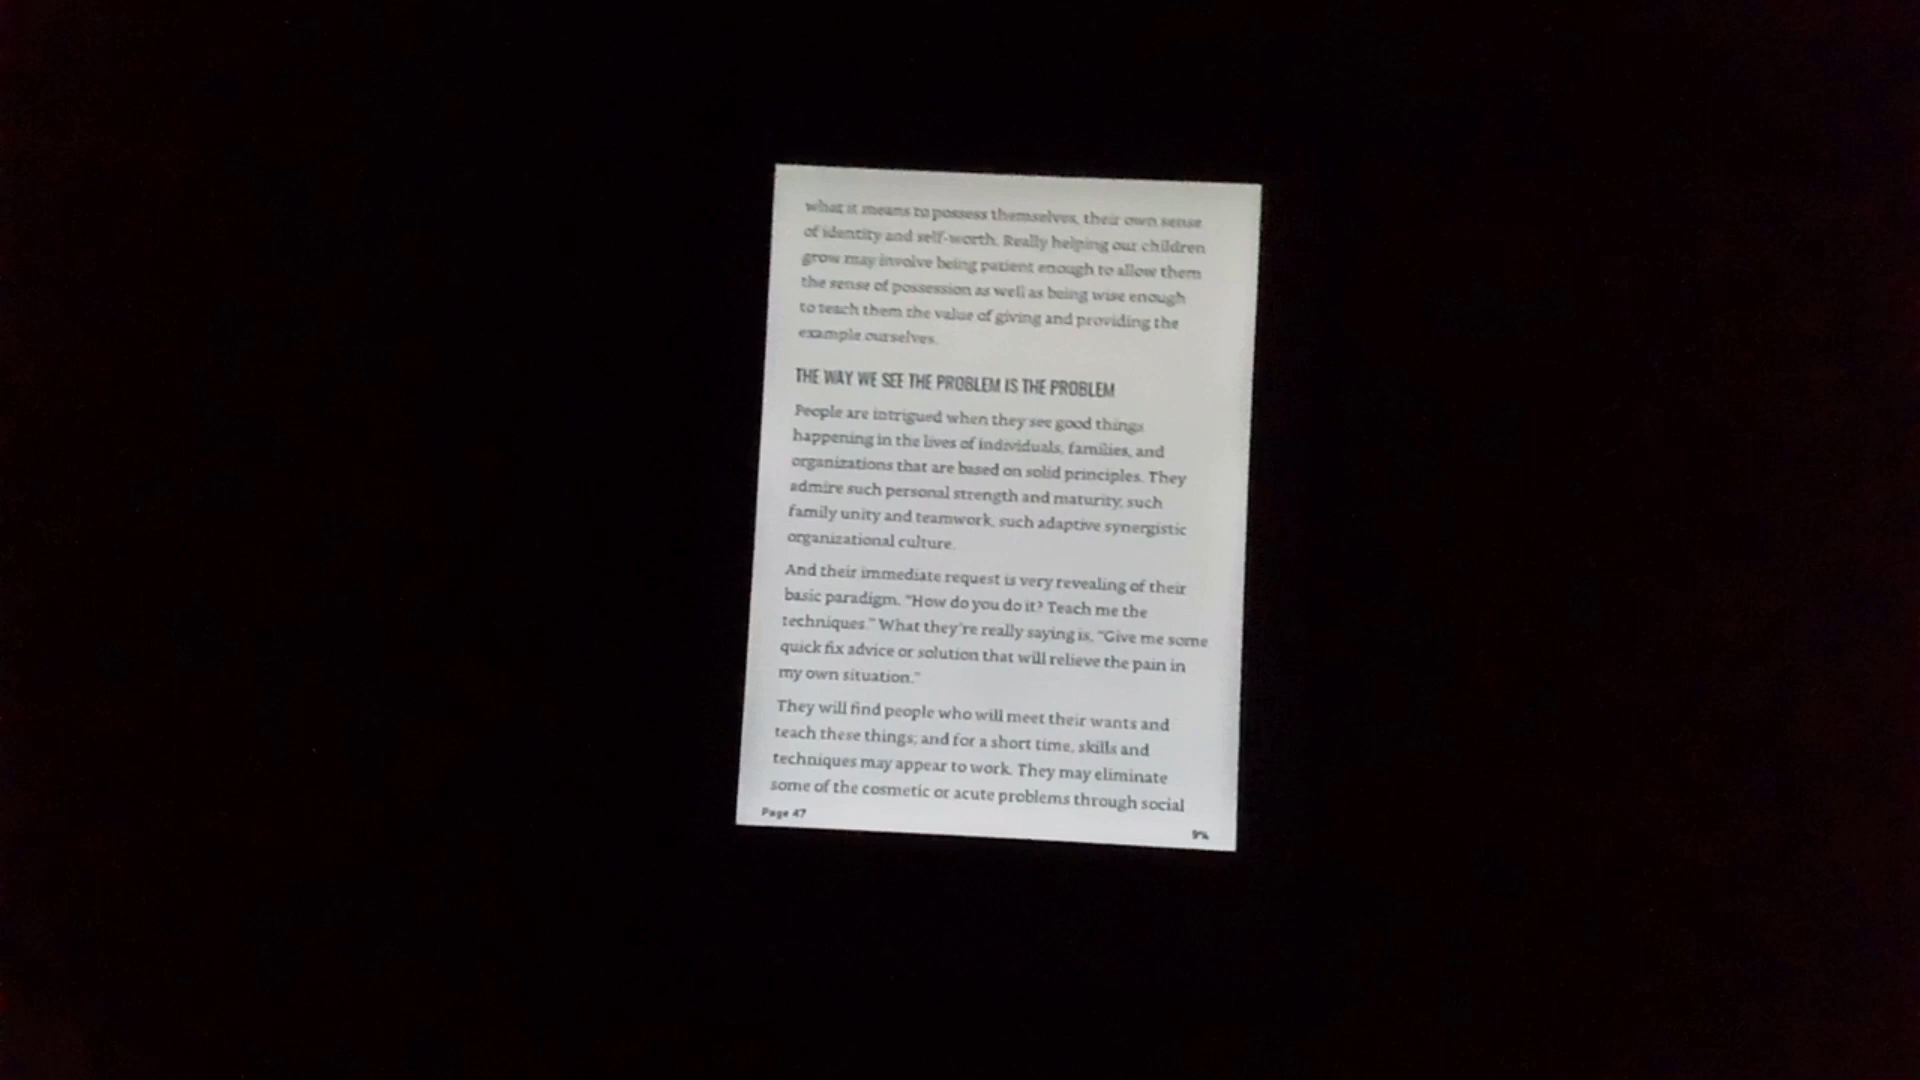 what it means to possess themselves, their own sense
of identity and self-worth. Really helping our children
grow may involve being patient enough to allow them
the sense of possession as well as being wise enough
to teach them the value of giving and providing the
example ourselves.
THE WAY WE SEE THE PROBLEM IS THE PROBLEM
People are intrigued when they see good things
happening in the lives of individuals, families, and
organizations that are based on solid principles. They
admire such personal strength and maturity, such
family unity and teamwork, such adaptive synergistic
organizational culture.
And their immediate request is very revealing of their
basic paradigm. "How do you do it? Teach me the
techniques." What they're really saying is, "Give me some
quick fix advice or solution that will relieve the pain in
my own situation."
They will find people who will meet their wants and
teach these things; and for a short time, skills and
techniques may appear to work. They may eliminate
some of the cosmetic or acute problems through social
Page 47
9%